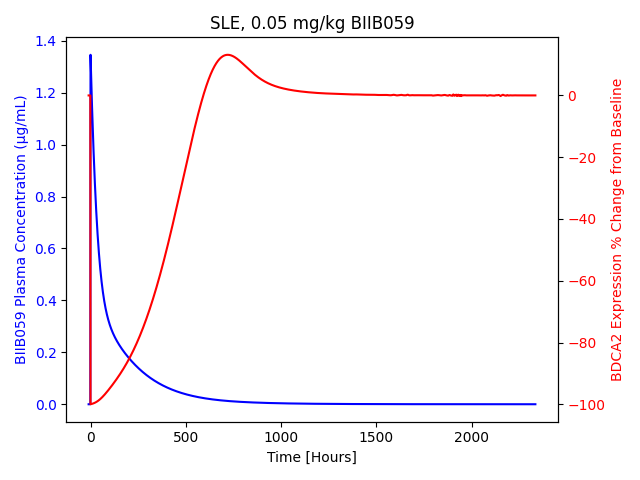 SLE, 0.05 mg/kg BIIB059
BIIB059 Plasma Concentration (μg/mL)
1.4
1.2
1.0
0.8
0.6
0.4
0.2
0.0
0
−20
−40
−60
−80
−100
BDCA2 Expression % Change from Baseline
0 500 1000 1500 2000
Time [Hours]